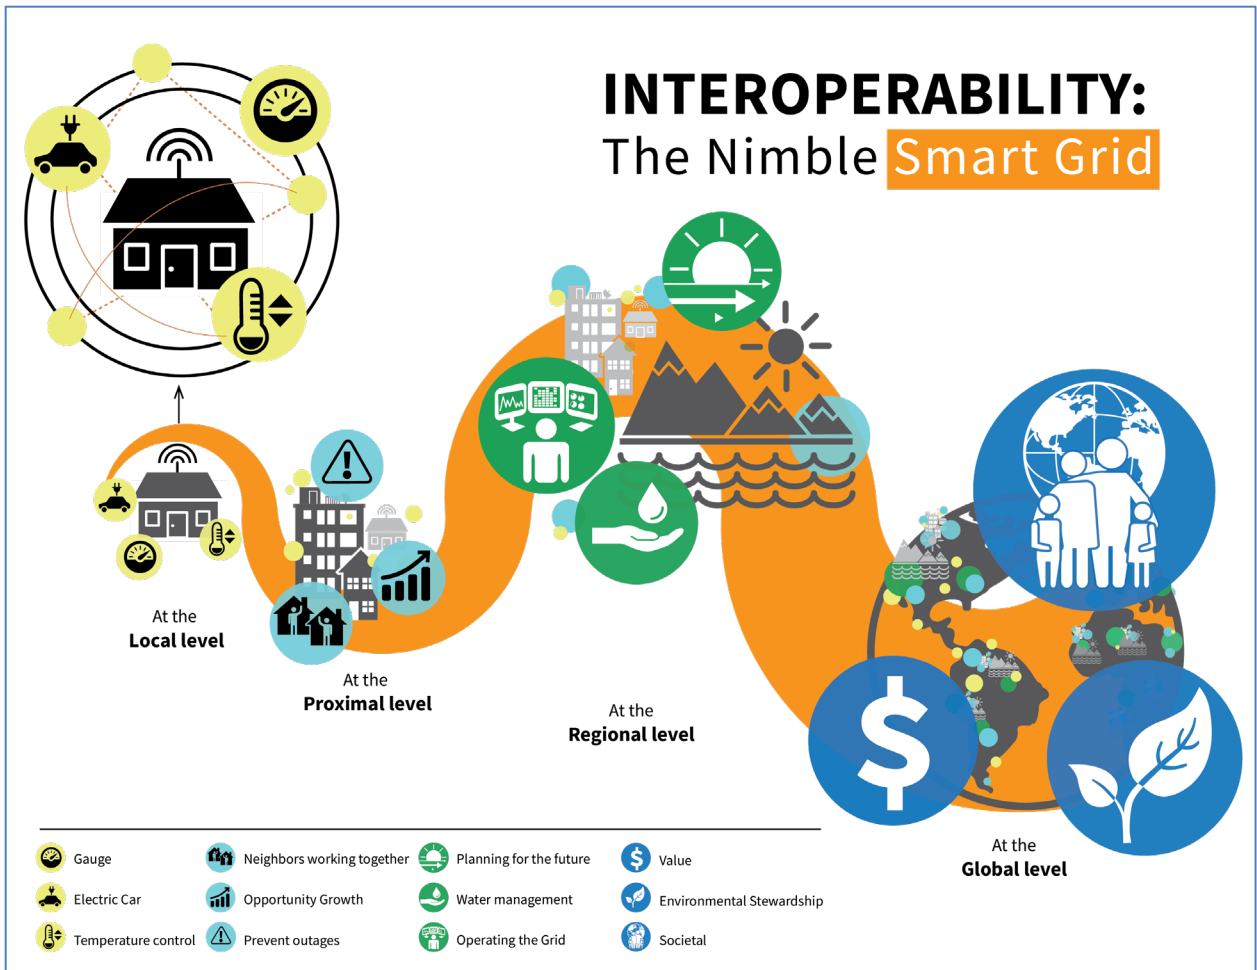 INTEROPERABILITY:
The Nimble Smart Grid
At the
Local level
At the
Proximal level
At the
Regional level
At the
Global level
Gauge
Electric Car
Temperature control
Neighbors working together
Opportunity Growth
Prevent outages
Planning for the future
Water management
Operating the Grid
Value
Environmental Stewardship
Societal